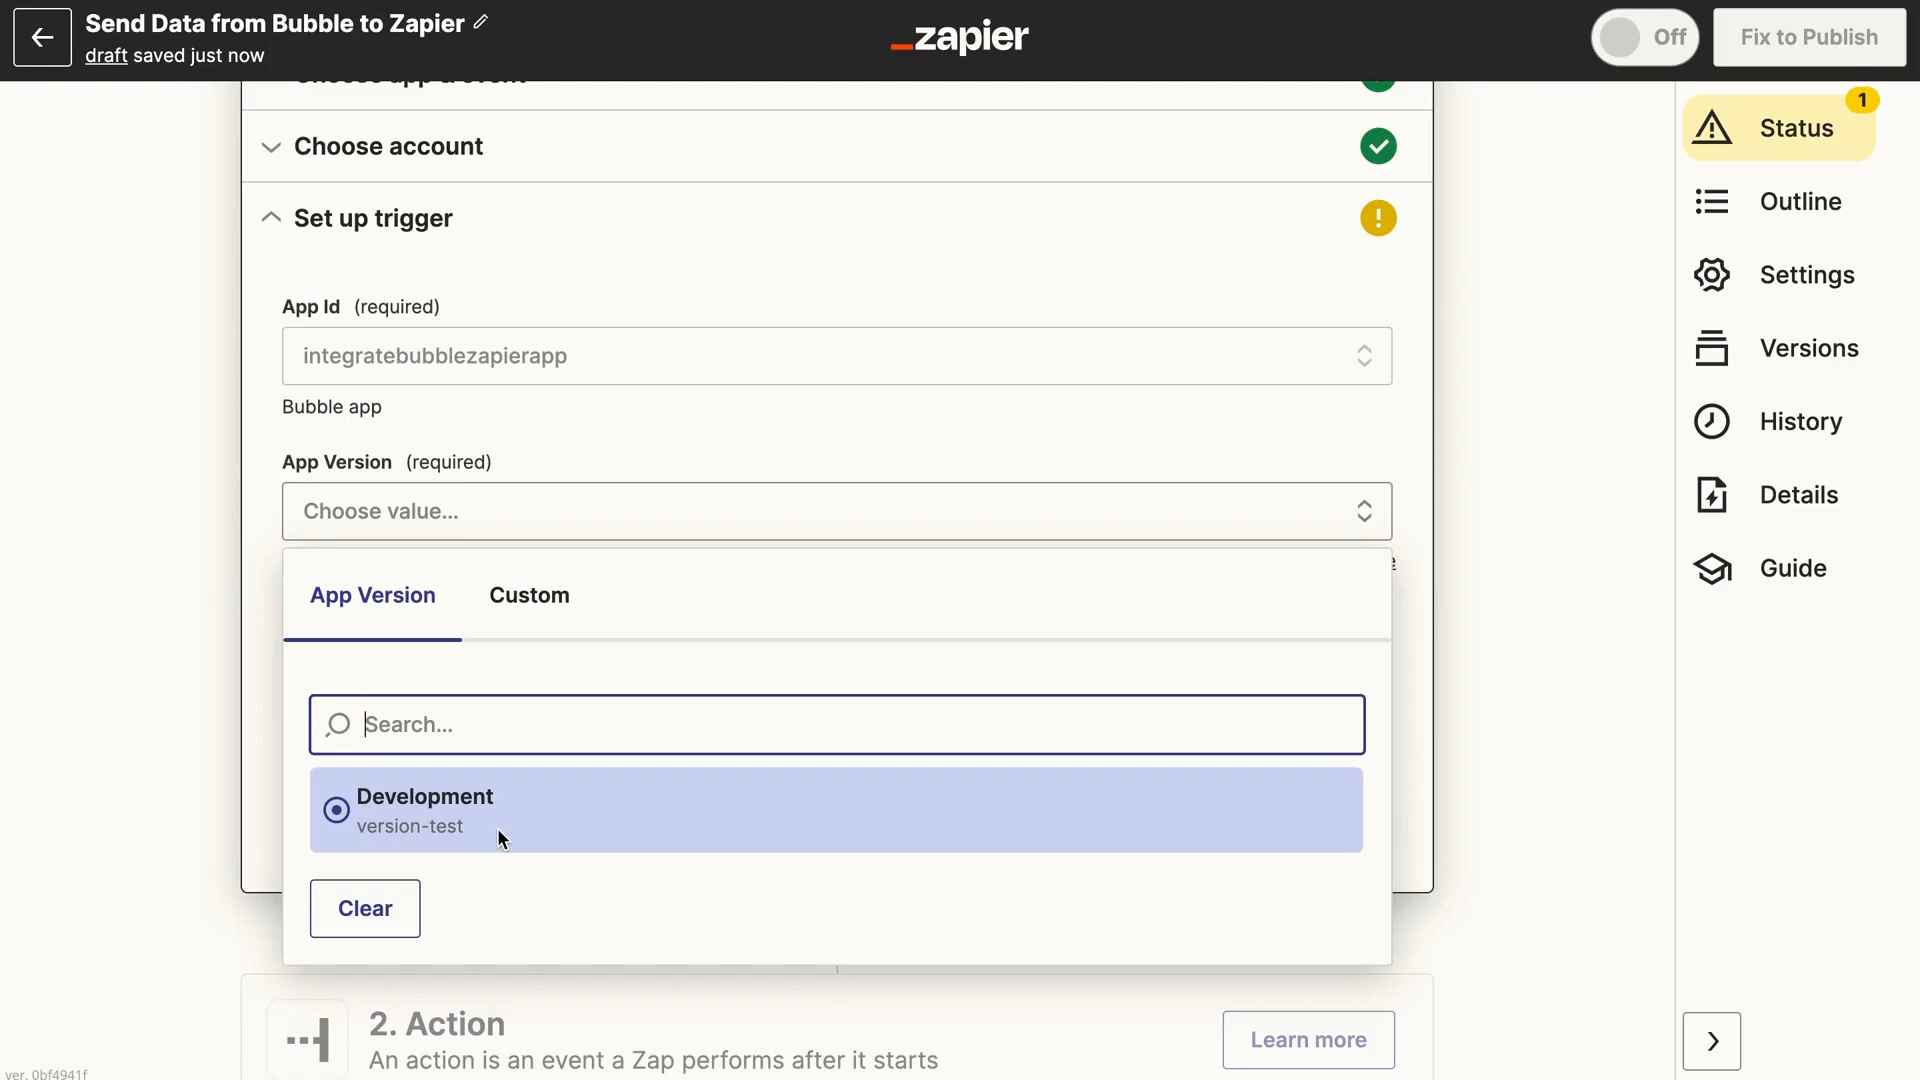 Send Data from Bubble to Zapier
draft saved just now
zapier
Off
Fix to Publish
Choose app & event
Choose account
Set up trigger
App Id (required)
integratebubblezapierapp
Bubble app
App Version (required)
Choose value...
App Version
Custom
Search...
Development
version-test
Clear
2. Action
An action is an event a Zap performs after it starts
Learn more
1
Status
Outline
Settings
Versions
History
Details
Guide
ver. 0bf4941f